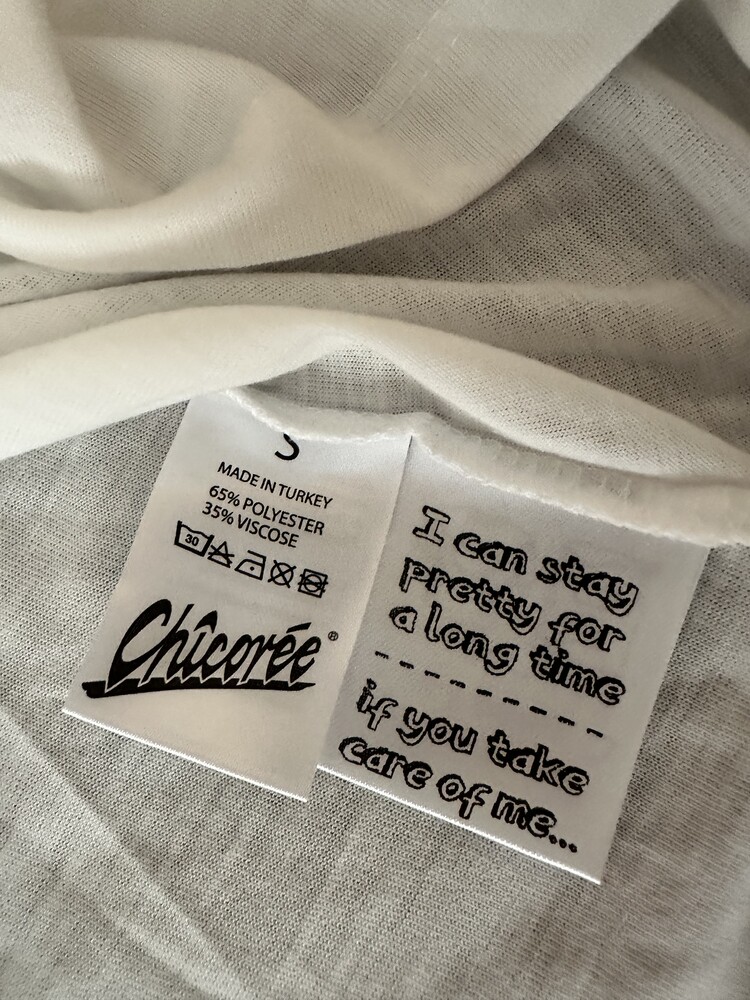 S
MADE IN TURKEY
65% POLYESTER
35% VISCOSE
30
Chîcorée®
I can stay
pretty for
a long time
if you take
care of me...